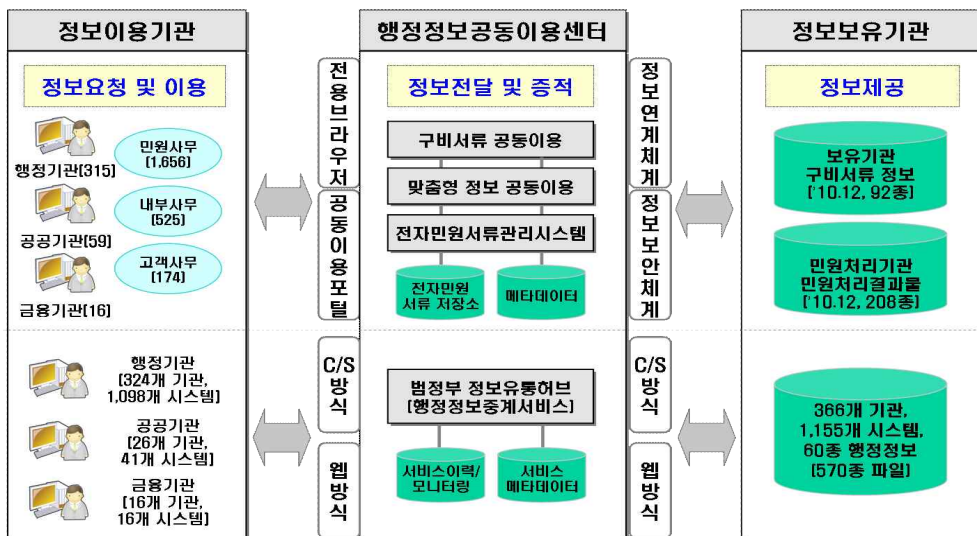 정보이용기관
정보요청 및 이용
행정기관[315]
공공기관[59]
금융기관[16]
민원사무
[1,656]
내부사무
[525]
고객사무
[174]
행정기관
[324개 기관,
1,098개 시스템]
공공기관
[26개 기관,
41개 시스템]
금융기관
[16개 기관,
16개 시스템]
전용브라우저
공동이용포털
C/S
방식
웹방식
행정정보공동이용센터
정보전달 및 증적
구비서류 공동이용
맞춤형 정보 공동이용
전자민원서류관리시스템
전자민원
서류 저장소
메타데이터
범정부 정보유통허브
[행정정보중계서비스]
서비스이력/
모니터링
서비스
메타데이터
정보연계체계
정보보안체계
C/S
방식
웹방식
정보보유기관
정보제공
보유기관
구비서류 정보
['10.12, 92종]
민원처리기관
민원처리결과물
['10.12, 208종]
366개 기관,
1,155개 시스템,
60종 행정정보
[570종 파일]